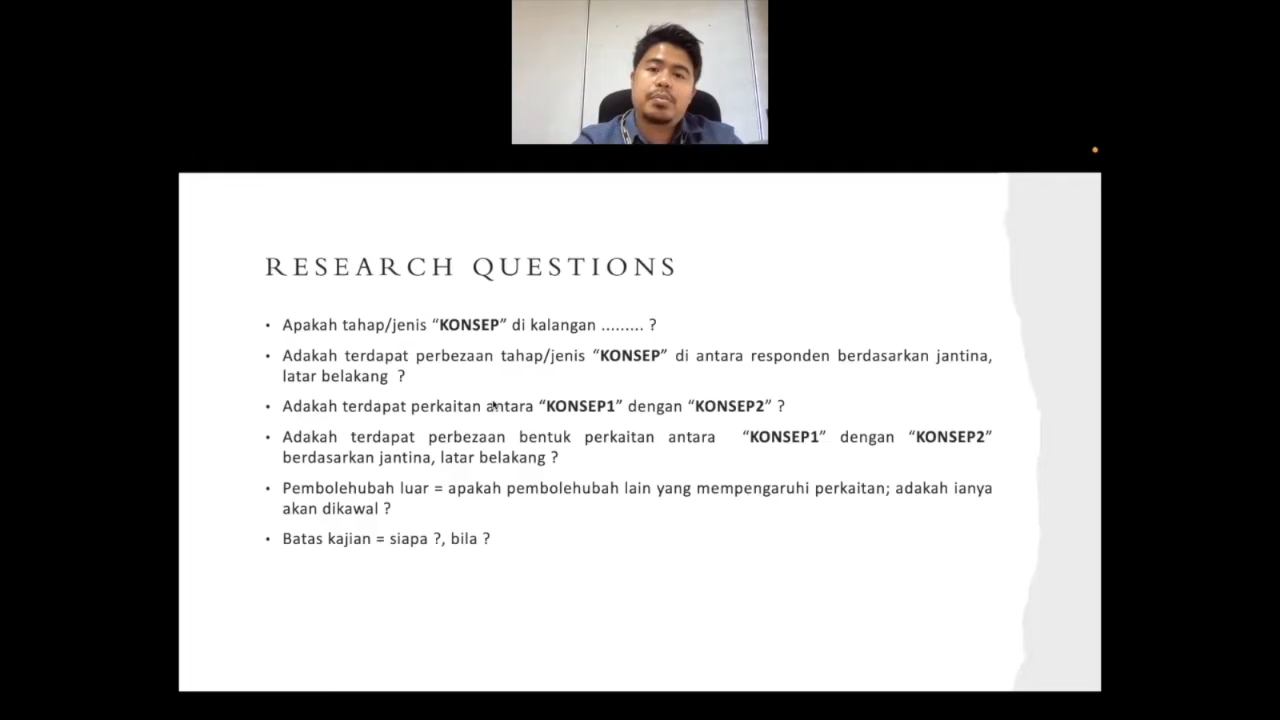 RESEARCH QUESTIONS
• Apakah tahap/jenis “KONSEP” di kalangan ......... ?
• Adakah terdapat perbezaan tahap/jenis “KONSEP” di antara responden berdasarkan jantina,
latar belakang ?
• Adakah terdapat perkaitan antara “KONSEP1” dengan “KONSEP2” ?
• Adakah terdapat perbezaan bentuk perkaitan antara “KONSEP1” dengan “KONSEP2”
berdasarkan jantina, latar belakang ?
• Pembolehubah luar = apakah pembolehubah lain yang mempengaruhi perkaitan; adakah ianya
akan dikawal ?
• Batas kajian = siapa ?, bila ?